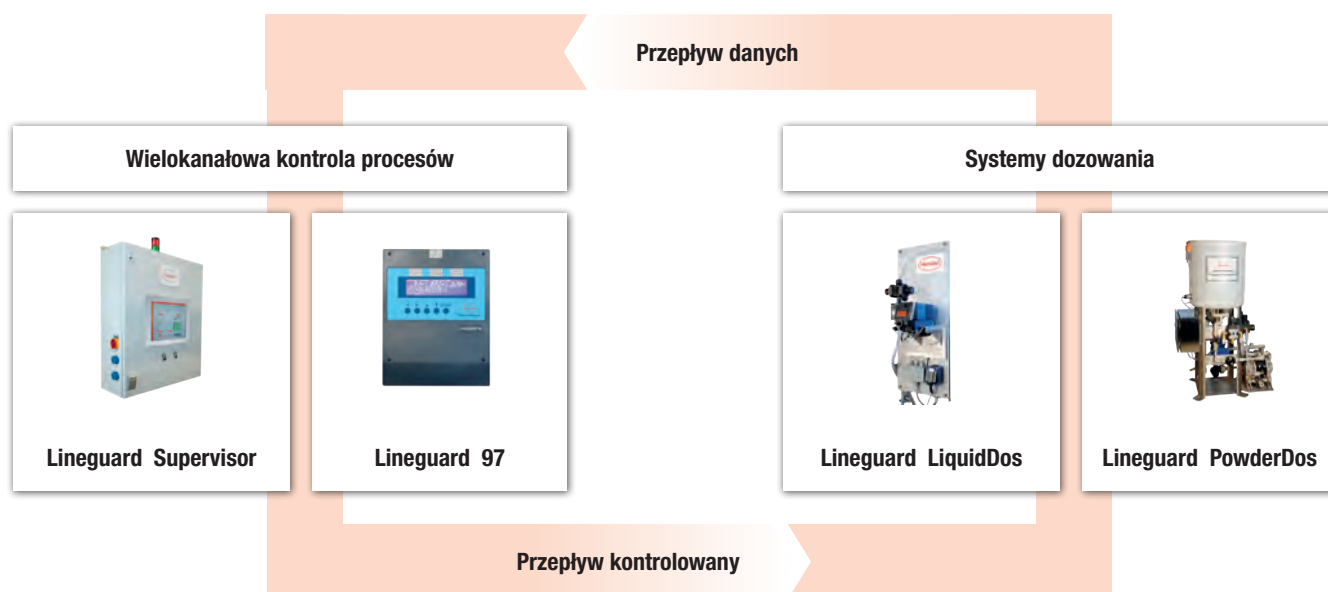 Przepływ danych
Wielokanałowa kontrola procesów
Systemy dozowania
Lineguard Supervisor
Lineguard 97
Lineguard LiquidDos
Lineguard PowderDos
Przepływ kontrolowany